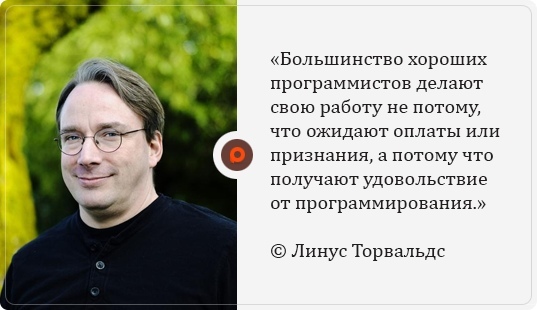 «Большинство хороших
программистов делают
свою работу не потому,
что ожидают оплаты или
признания, а потому что
получают удовольствие
от программирования.»
© Линус Торвальдс